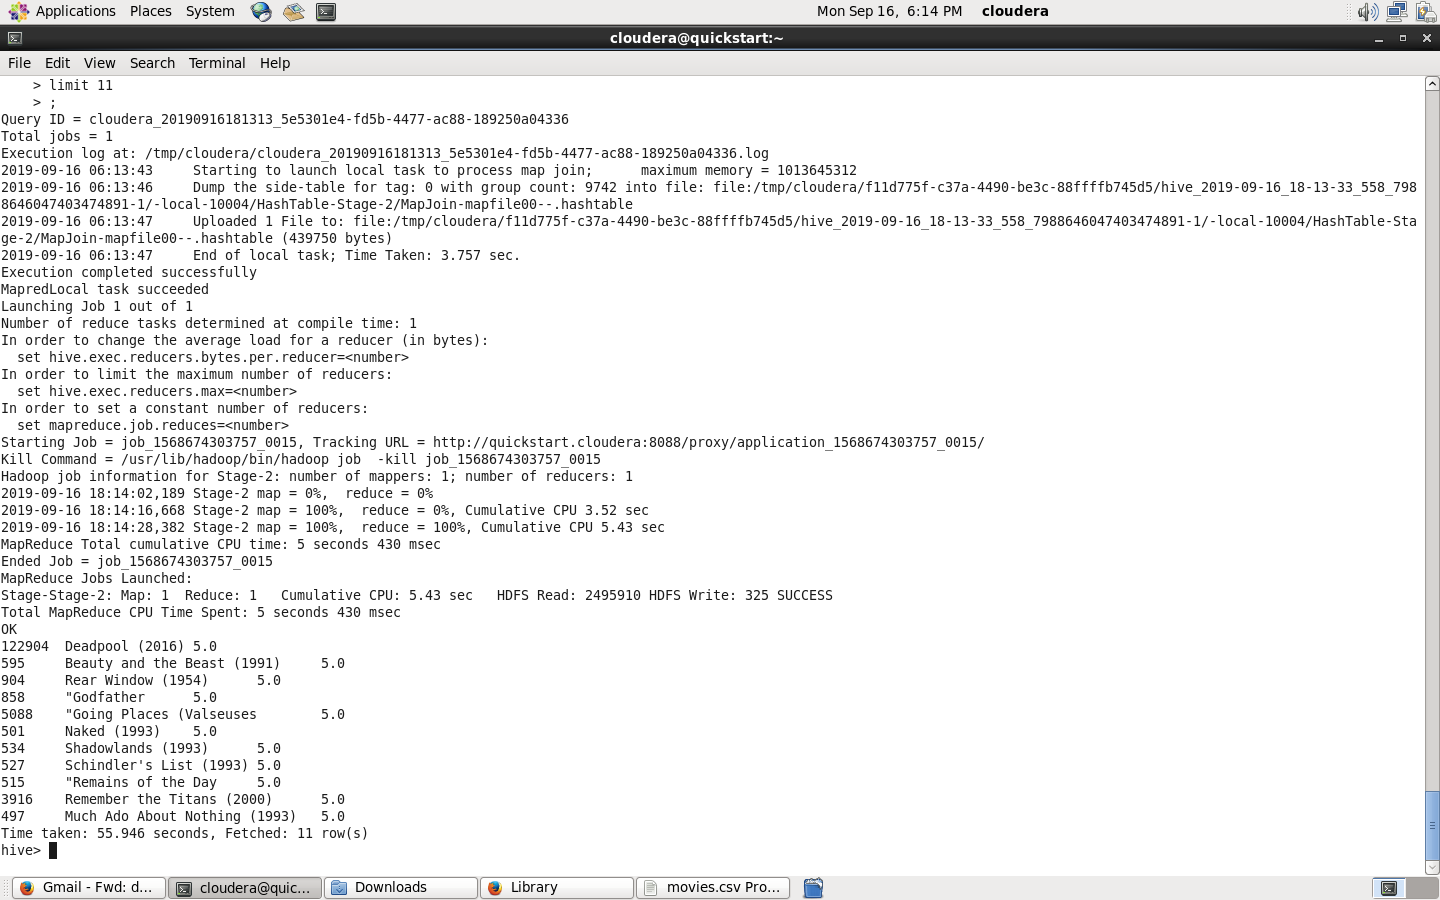 Applications Places System Mon Sep 16, 6:14 PM cloudera
cloudera@quickstart:~
File Edit View Search Terminal Help
    > limit 11
    > ;
Query ID = cloudera_20190916181313_5e5301e4-fd5b-4477-ac88-189250a04336
Total jobs = 1
Execution log at: /tmp/cloudera/cloudera_20190916181313_5e5301e4-fd5b-4477-ac88-189250a04336.log
2019-09-16 06:13:43     Starting to launch local task to process map join;      maximum memory = 1013645312
2019-09-16 06:13:46     Dump the side-table for tag: 0 with group count: 9742 into file: file:/tmp/cloudera/f11d775f-c37a-4490-be3c-88ffffb745d5/hive_2019-09-16_18-13-33_558_798
8646047403474891-1/-local-10004/HashTable-Stage-2/MapJoin-mapfile00--.hashtable
2019-09-16 06:13:47     Uploaded 1 File to: file:/tmp/cloudera/f11d775f-c37a-4490-be3c-88ffffb745d5/hive_2019-09-16_18-13-33_558_7988646047403474891-1/-local-10004/HashTable-Sta
ge-2/MapJoin-mapfile00--.hashtable (439750 bytes)
2019-09-16 06:13:47     End of local task; Time Taken: 3.757 sec.
Execution completed successfully
MapredLocal task succeeded
Launching Job 1 out of 1
Number of reduce tasks determined at compile time: 1
In order to change the average load for a reducer (in bytes):
  set hive.exec.reducers.bytes.per.reducer=<number>
In order to limit the maximum number of reducers:
  set hive.exec.reducers.max=<number>
In order to set a constant number of reducers:
  set mapreduce.job.reduces=<number>
Starting Job = job_1568674303757_0015, Tracking URL = http://quickstart.cloudera:8088/proxy/application_1568674303757_0015/
Kill Command = /usr/lib/hadoop/bin/hadoop job  -kill job_1568674303757_0015
Hadoop job information for Stage-2: number of mappers: 1; number of reducers: 1
2019-09-16 18:14:02,189 Stage-2 map = 0%,  reduce = 0%
2019-09-16 18:14:16,668 Stage-2 map = 100%,  reduce = 0%, Cumulative CPU 3.52 sec
2019-09-16 18:14:28,382 Stage-2 map = 100%,  reduce = 100%, Cumulative CPU 5.43 sec
MapReduce Total cumulative CPU time: 5 seconds 430 msec
Ended Job = job_1568674303757_0015
MapReduce Jobs Launched:
Stage-Stage-2: Map: 1  Reduce: 1   Cumulative CPU: 5.43 sec   HDFS Read: 2495910 HDFS Write: 325 SUCCESS
Total MapReduce CPU Time Spent: 5 seconds 430 msec
OK
122904  Deadpool (2016) 5.0
595     Beauty and the Beast (1991)     5.0
904     Rear Window (1954)      5.0
858     "Godfather      5.0
5088    "Going Places (Valseuses        5.0
501     Naked (1993)    5.0
534     Shadowlands (1993)      5.0
527     Schindler's List (1993) 5.0
515     "Remains of the Day     5.0
3916    Remember the Titans (2000)      5.0
497     Much Ado About Nothing (1993)   5.0
Time taken: 55.946 seconds, Fetched: 11 row(s)
hive>
Gmail - Fwd: d... cloudera@quic... Downloads Library movies.csv Pro...